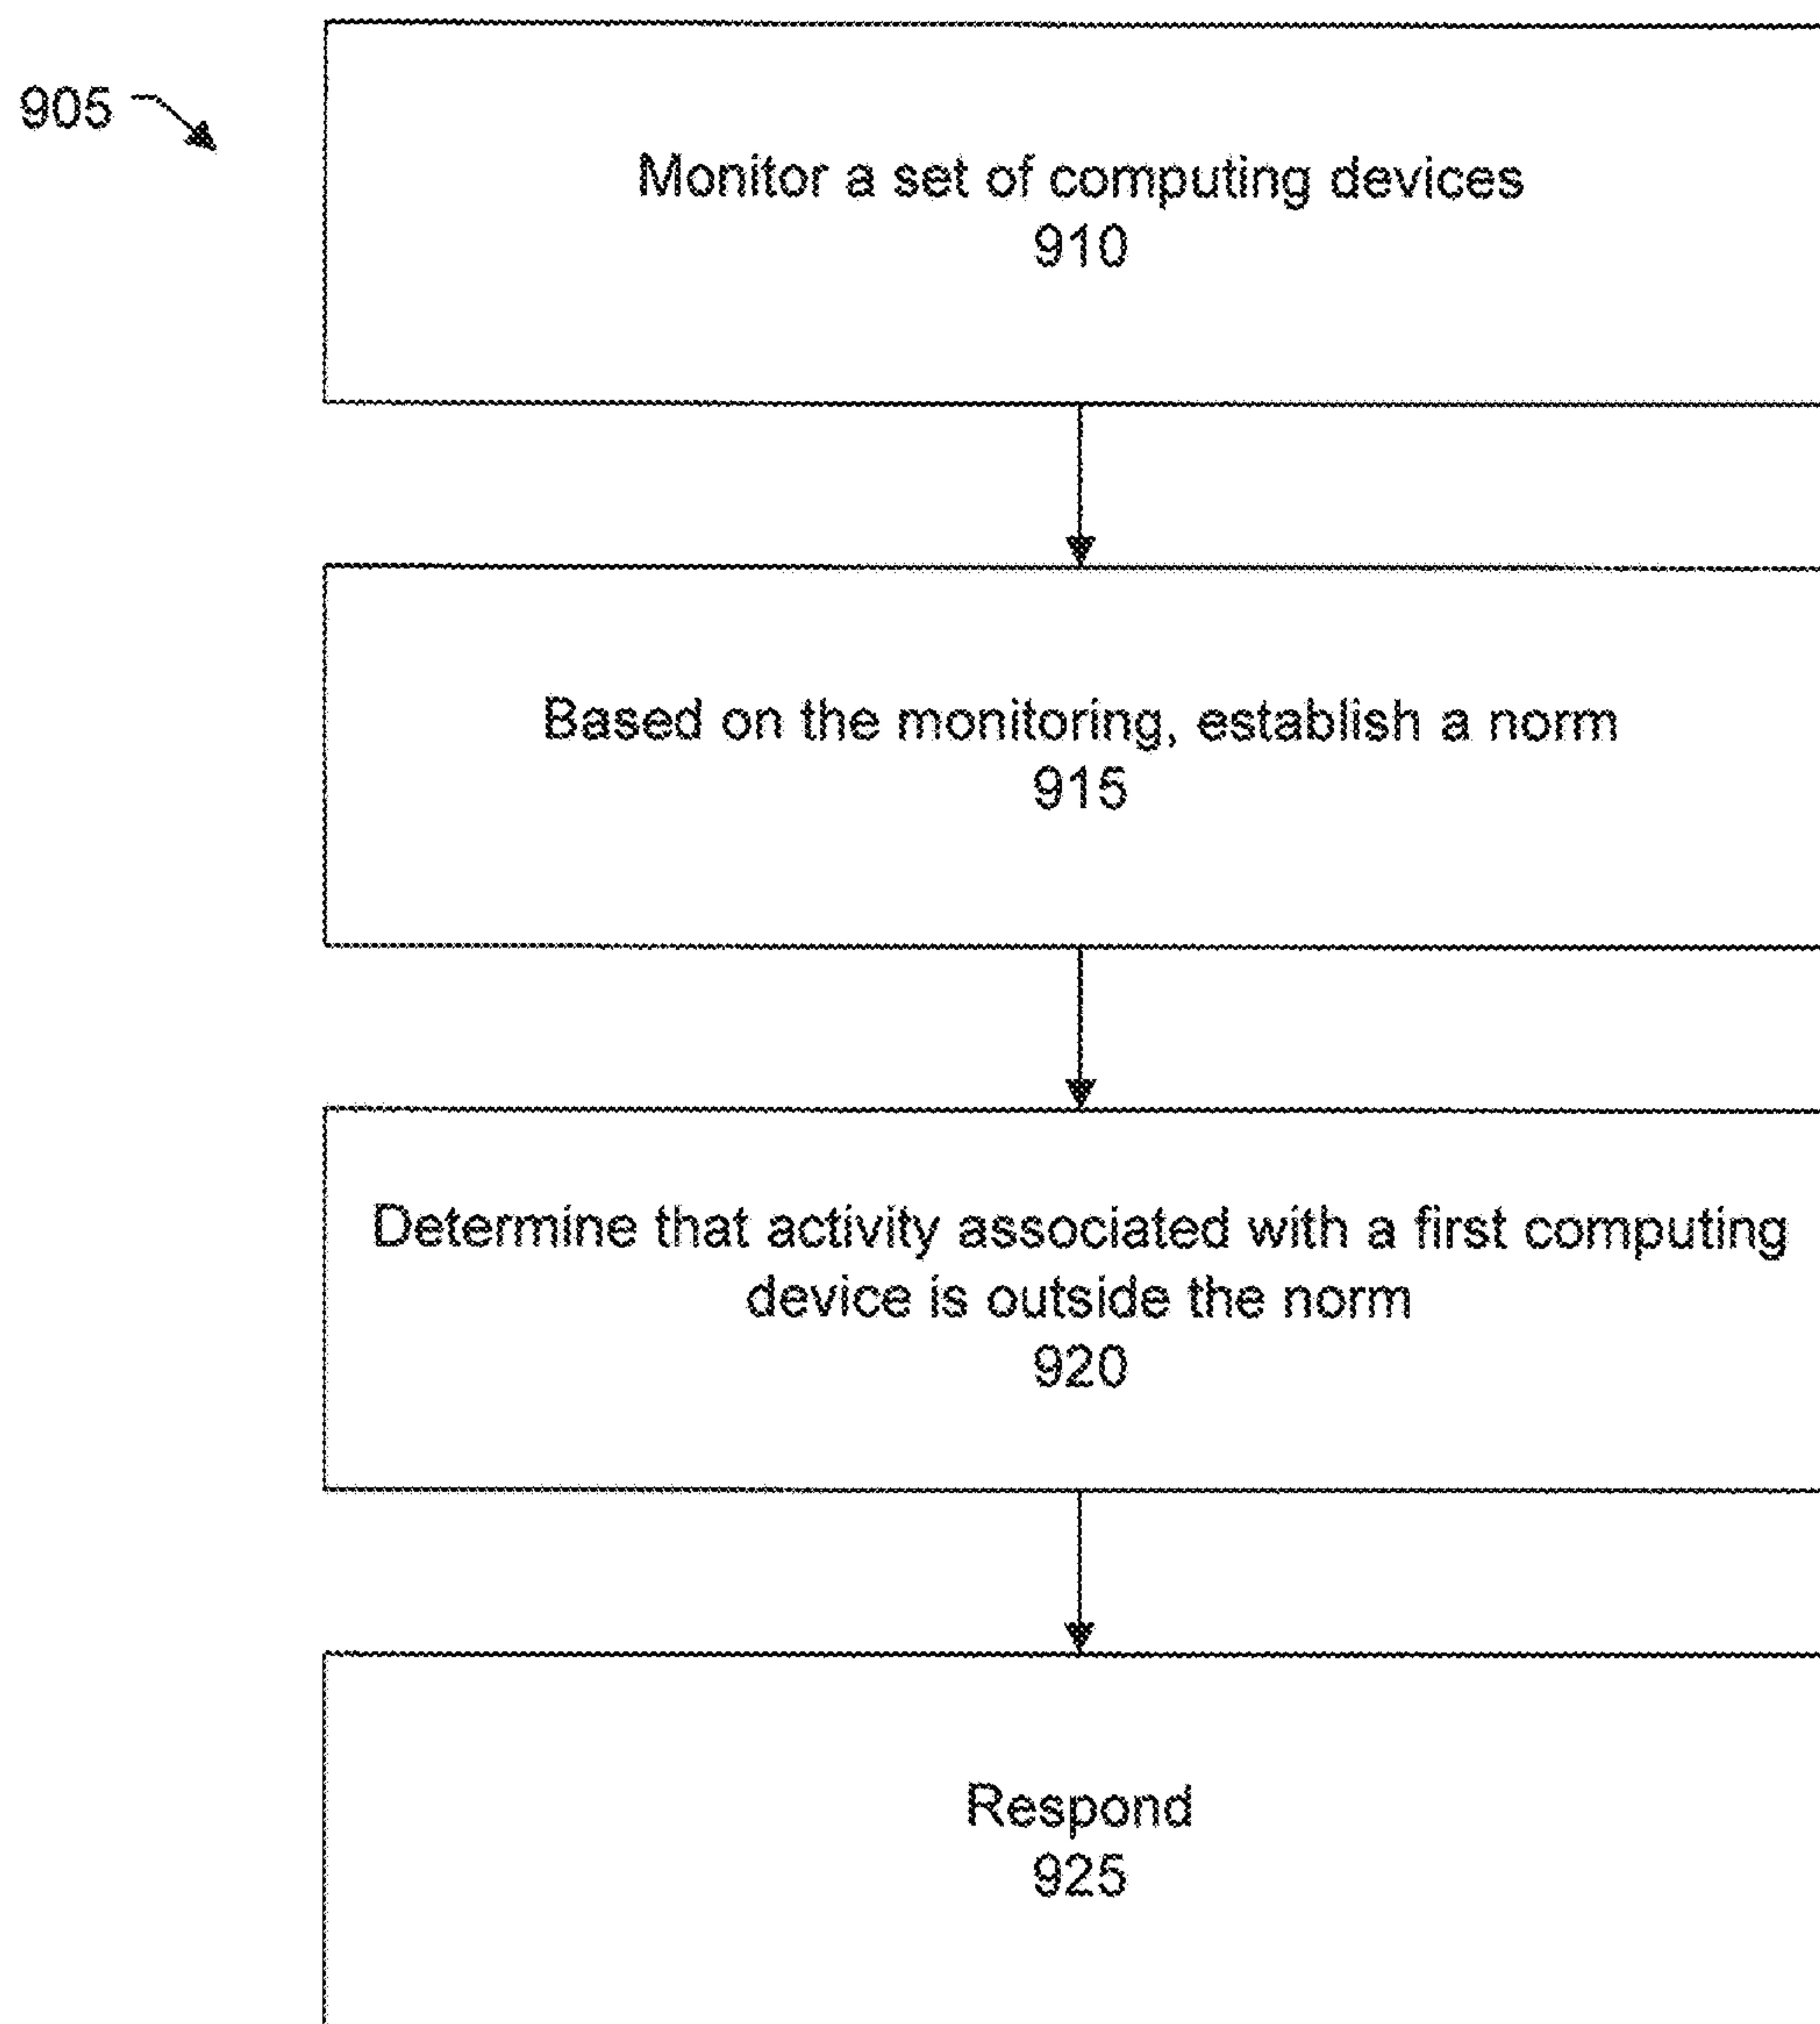 905
Monitor a set of computing devices
910
Based on the monitoring, establish a norm
915
Determine that activity associated with a first computing
device is outside the norm
920
Respond
925